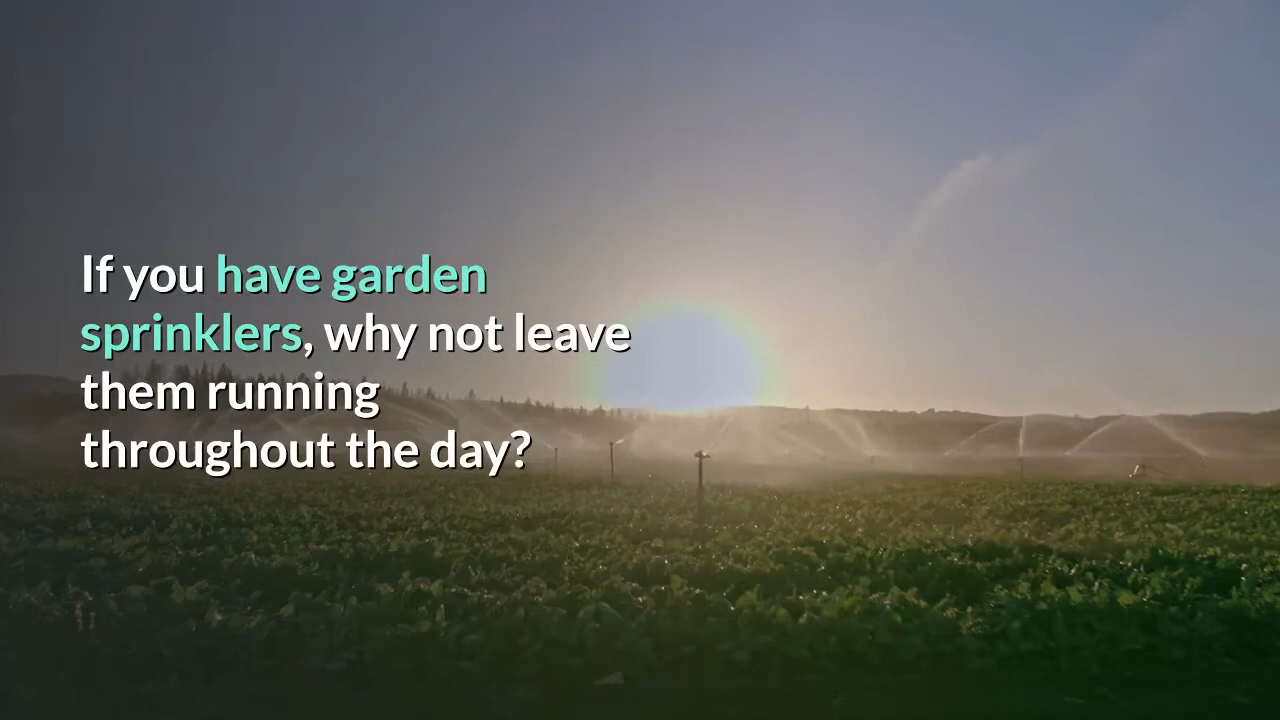 If you have garden
sprinklers, why not leave
them running
throughout the day?